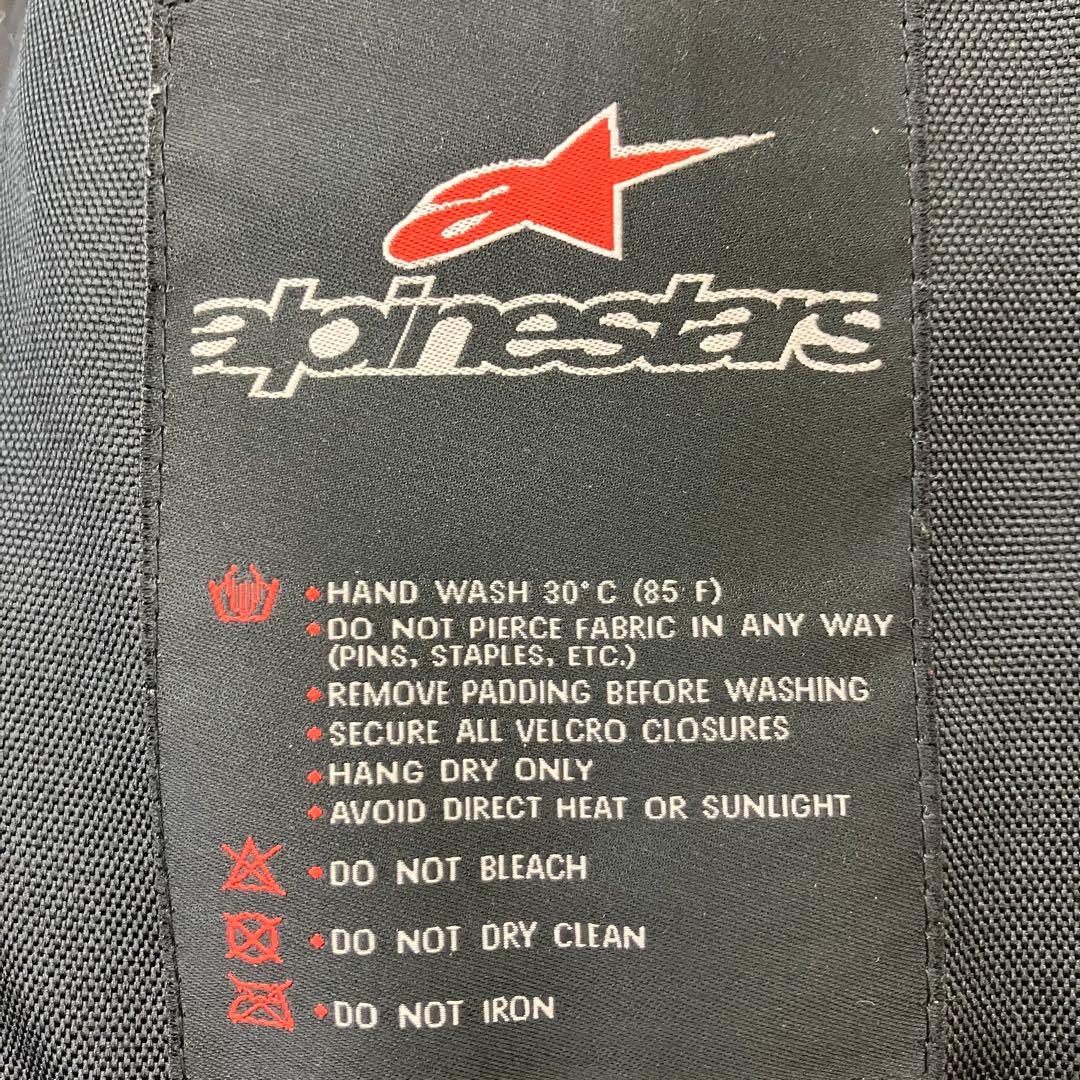 alpinestars
• HAND WASH 30°C (85 F)
• DO NOT PIERCE FABRIC IN ANY WAY
(PINS, STAPLES, ETC.)
• REMOVE PADDING BEFORE WASHING
• SECURE ALL VELCRO CLOSURES
• HANG DRY ONLY
• AVOID DIRECT HEAT OR SUNLIGHT
• DO NOT BLEACH
• DO NOT DRY CLEAN
• DO NOT IRON